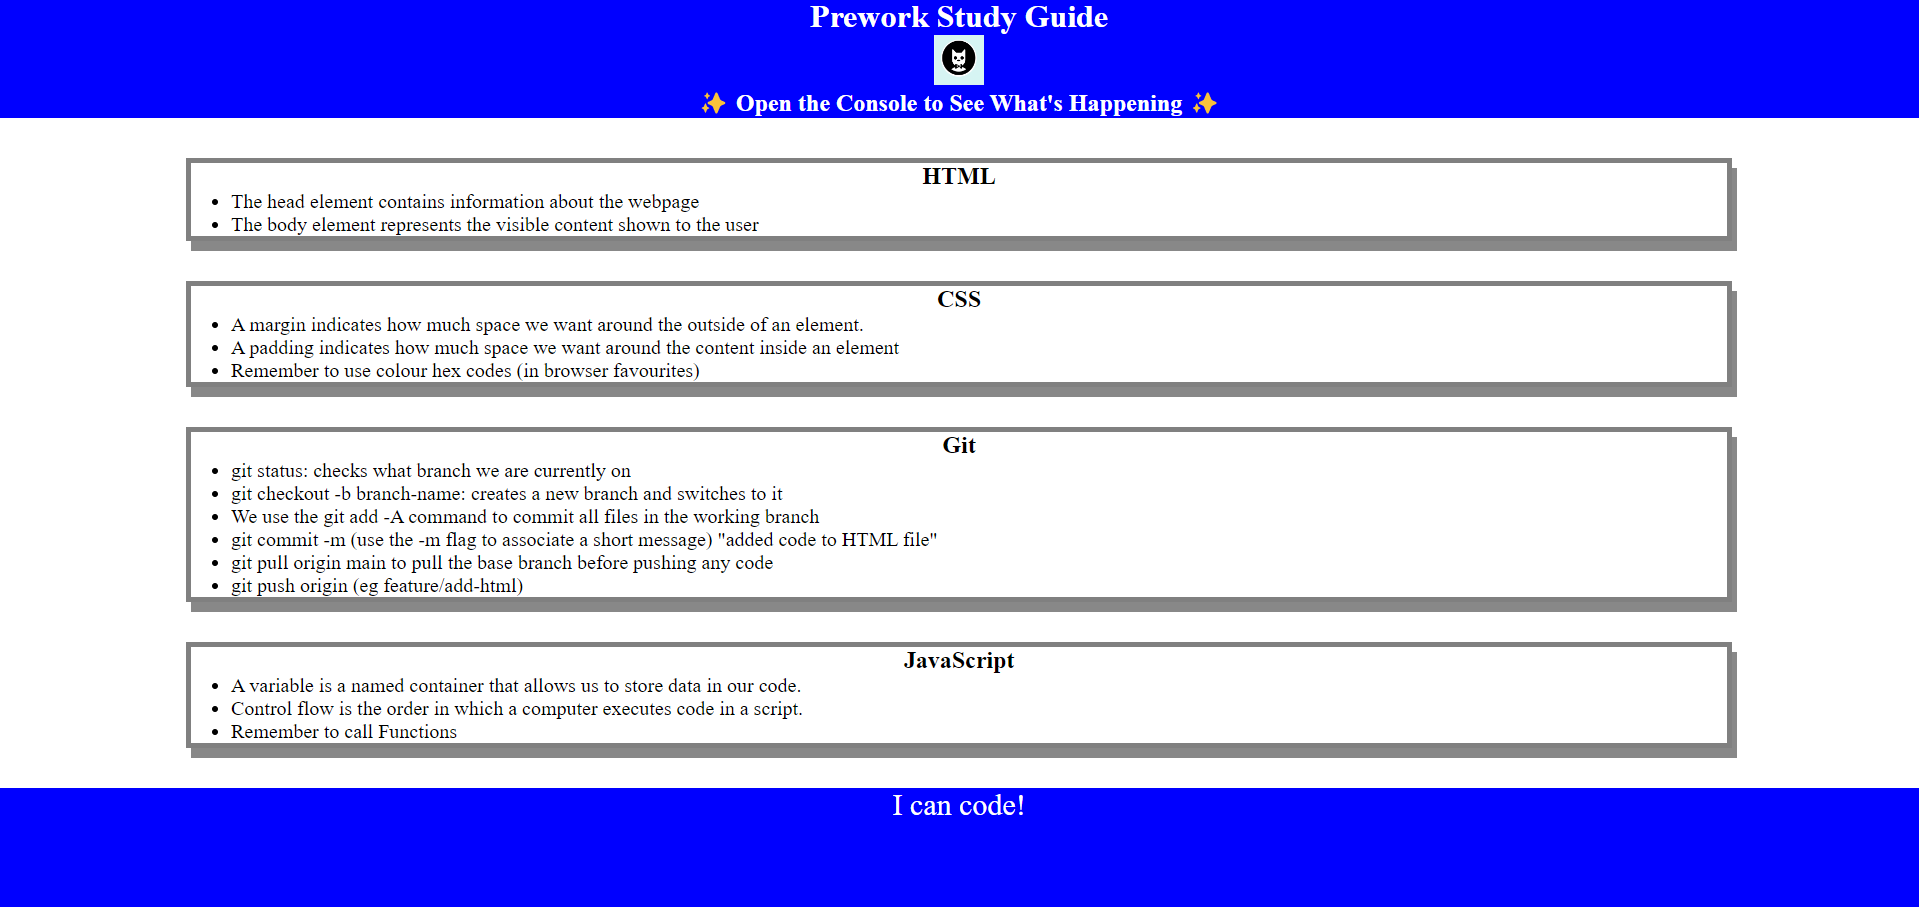 Prework Study Guide
✨ Open the Console to See What's Happening ✨
HTML
• The head element contains information about the webpage
• The body element represents the visible content shown to the user
CSS
• A margin indicates how much space we want around the outside of an element.
• A padding indicates how much space we want around the content inside an element
• Remember to use colour hex codes (in browser favourites)
Git
• git status: checks what branch we are currently on
• git checkout -b branch-name: creates a new branch and switches to it
• We use the git add -A command to commit all files in the working branch
• git commit -m (use the -m flag to associate a short message) "added code to HTML file"
• git pull origin main to pull the base branch before pushing any code
• git push origin (eg feature/add-html)
JavaScript
• A variable is a named container that allows us to store data in our code.
• Control flow is the order in which a computer executes code in a script.
• Remember to call Functions
I can code!